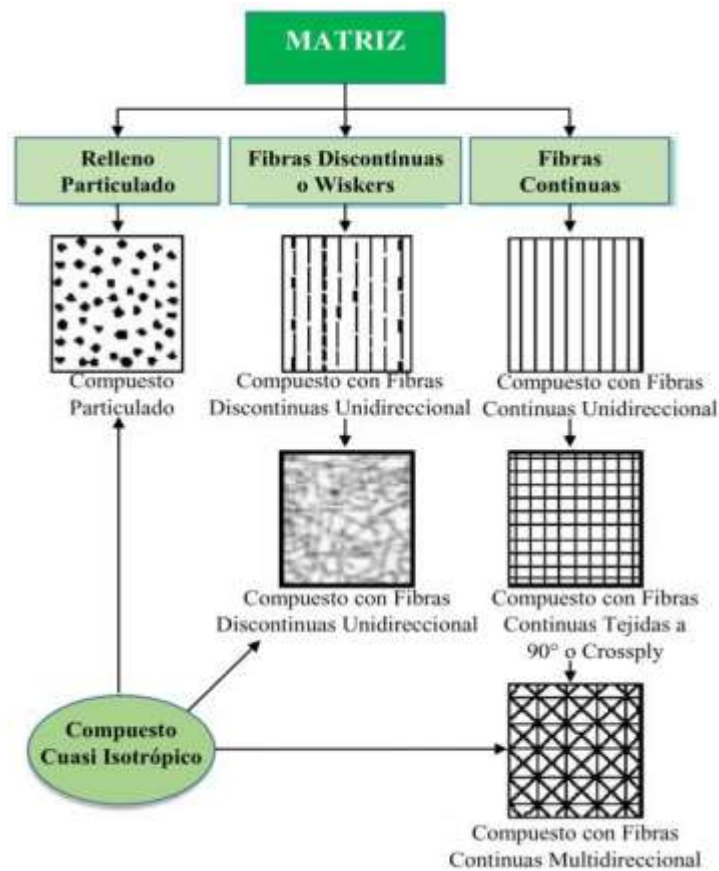 MATRIZ
Relleno
Particulado
Fibras Discontinuas
o Wiskers
Fibras
Continuas
Compuesto
Particulado
Compuesto con Fibras
Discontinuas Unidireccional
Compuesto con Fibras
Continuas Unidireccional
Compuesto con Fibras
Discontinuas Unidireccional
Compuesto con Fibras
Continuas Tejidas a
90° o Crossply
Compuesto
Cuasi Isotrópico
Compuesto con Fibras
Continuas Multidireccional